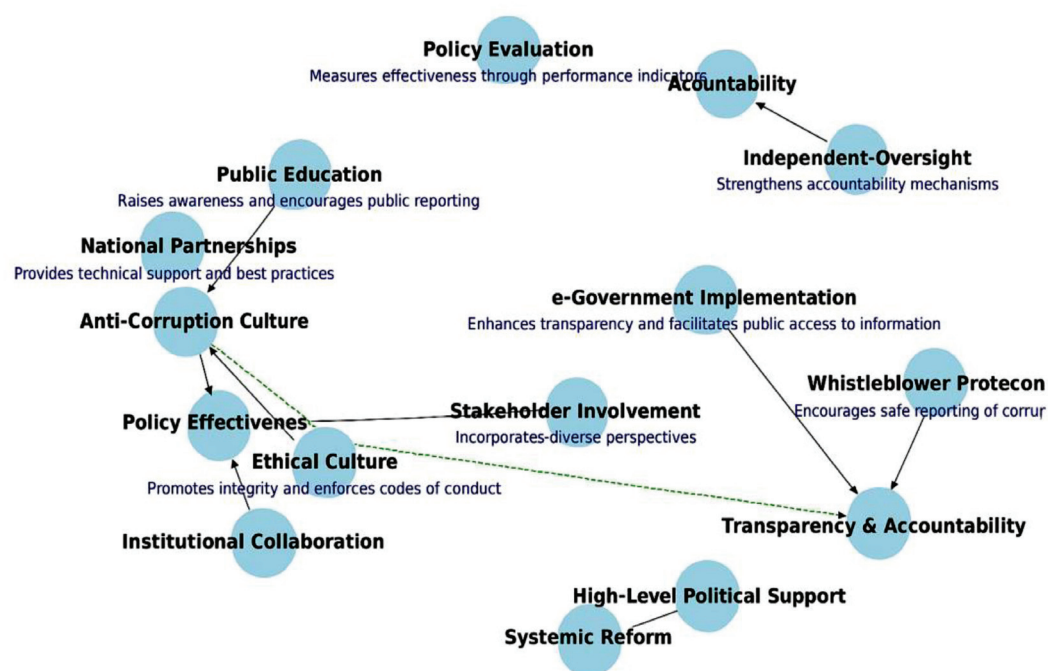 Policy Evaluation
Measures effectiveness through performance indicators
Acountability
Independent-Oversight
Strengthens accountability mechanisms
Public Education
Raises awareness and encourages public reporting
National Partnerships
Provides technical support and best practices
Anti-Corruption Culture
e-Government Implementation
Enhances transparency and facilitates public access to information
Whistleblower Protecon
Encourages safe reporting of corrur
Policy Effectivenes
Stakeholder Involvement
Incorporates-diverse perspectives
Ethical Culture
Promotes integrity and enforces codes of conduct
Institutional Collaboration
Transparency & Accountability
High-Level Political Support
Systemic Reform